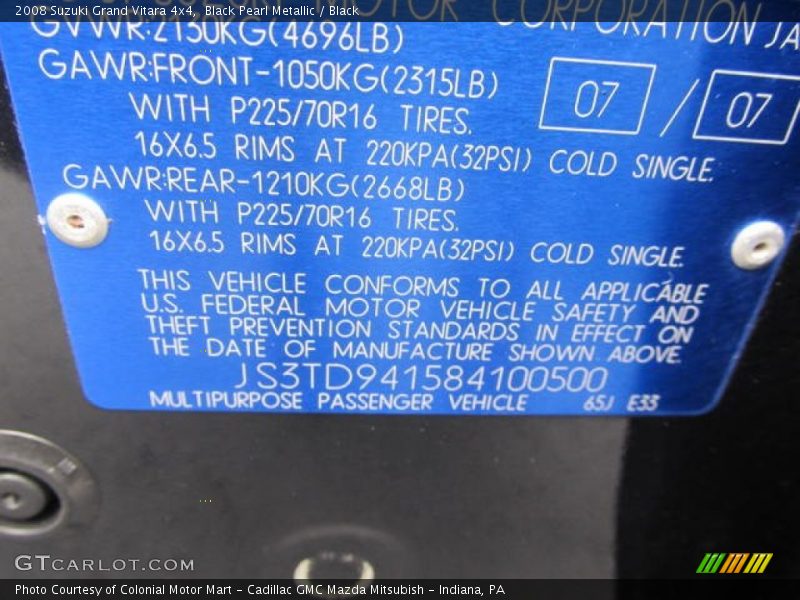 2008 Suzuki Grand Vitara 4x4, Black Pearl Metallic / Black
MOTOR CORPORATION JA
GVWR:2130KG(4696LB)
GAWR:FRONT-1050KG(2315LB)
07 / 07
WITH P225/70R16 TIRES.
16X6.5 RIMS AT 220KPA(32PSI) COLD SINGLE.
GAWR:REAR-1210KG(2668LB)
WITH P225/70R16 TIRES.
16X6.5 RIMS AT 220KPA(32PSI) COLD SINGLE.
THIS VEHICLE CONFORMS TO ALL APPLICABLE
U.S. FEDERAL MOTOR VEHICLE SAFETY AND
THEFT PREVENTION STANDARDS IN EFFECT ON
THE DATE OF MANUFACTURE SHOWN ABOVE.
JS3TD941584100500
MULTIPURPOSE PASSENGER VEHICLE 65J E33
GTCARLOT.COM
Photo Courtesy of Colonial Motor Mart - Cadillac GMC Mazda Mitsubish - Indiana, PA